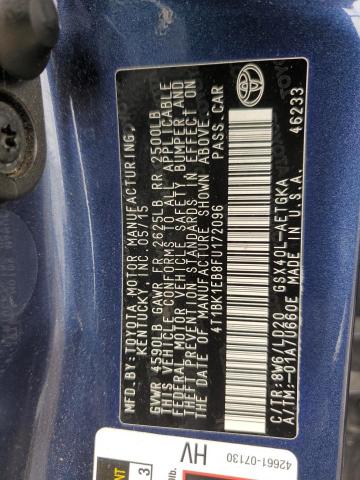 MFD.BY:TOYOTA MOTOR MANUFACTURING,
KENTUCKY, INC. 05/15
GVWR 4590LB GAWR FR 2625LB RR 2500LB
THIS VEHICLE CONFORMS TO ALL APPLICABLE
FEDERAL MOTOR VEHICLE SAFETY BUMPER,AND
THEFT PREVENTION STANDARDS IN EFFECT ON
THE DATE OF MANUFACTURE SHOWN ABOVE.
4T1BK1EB8FU172096 PASS.CAR
C/TR:8W6/LD20 GSX40L-AETGKA
A/TM:-01A/U660E MADE IN U.S.A.
46233
HV
42661-07130
3